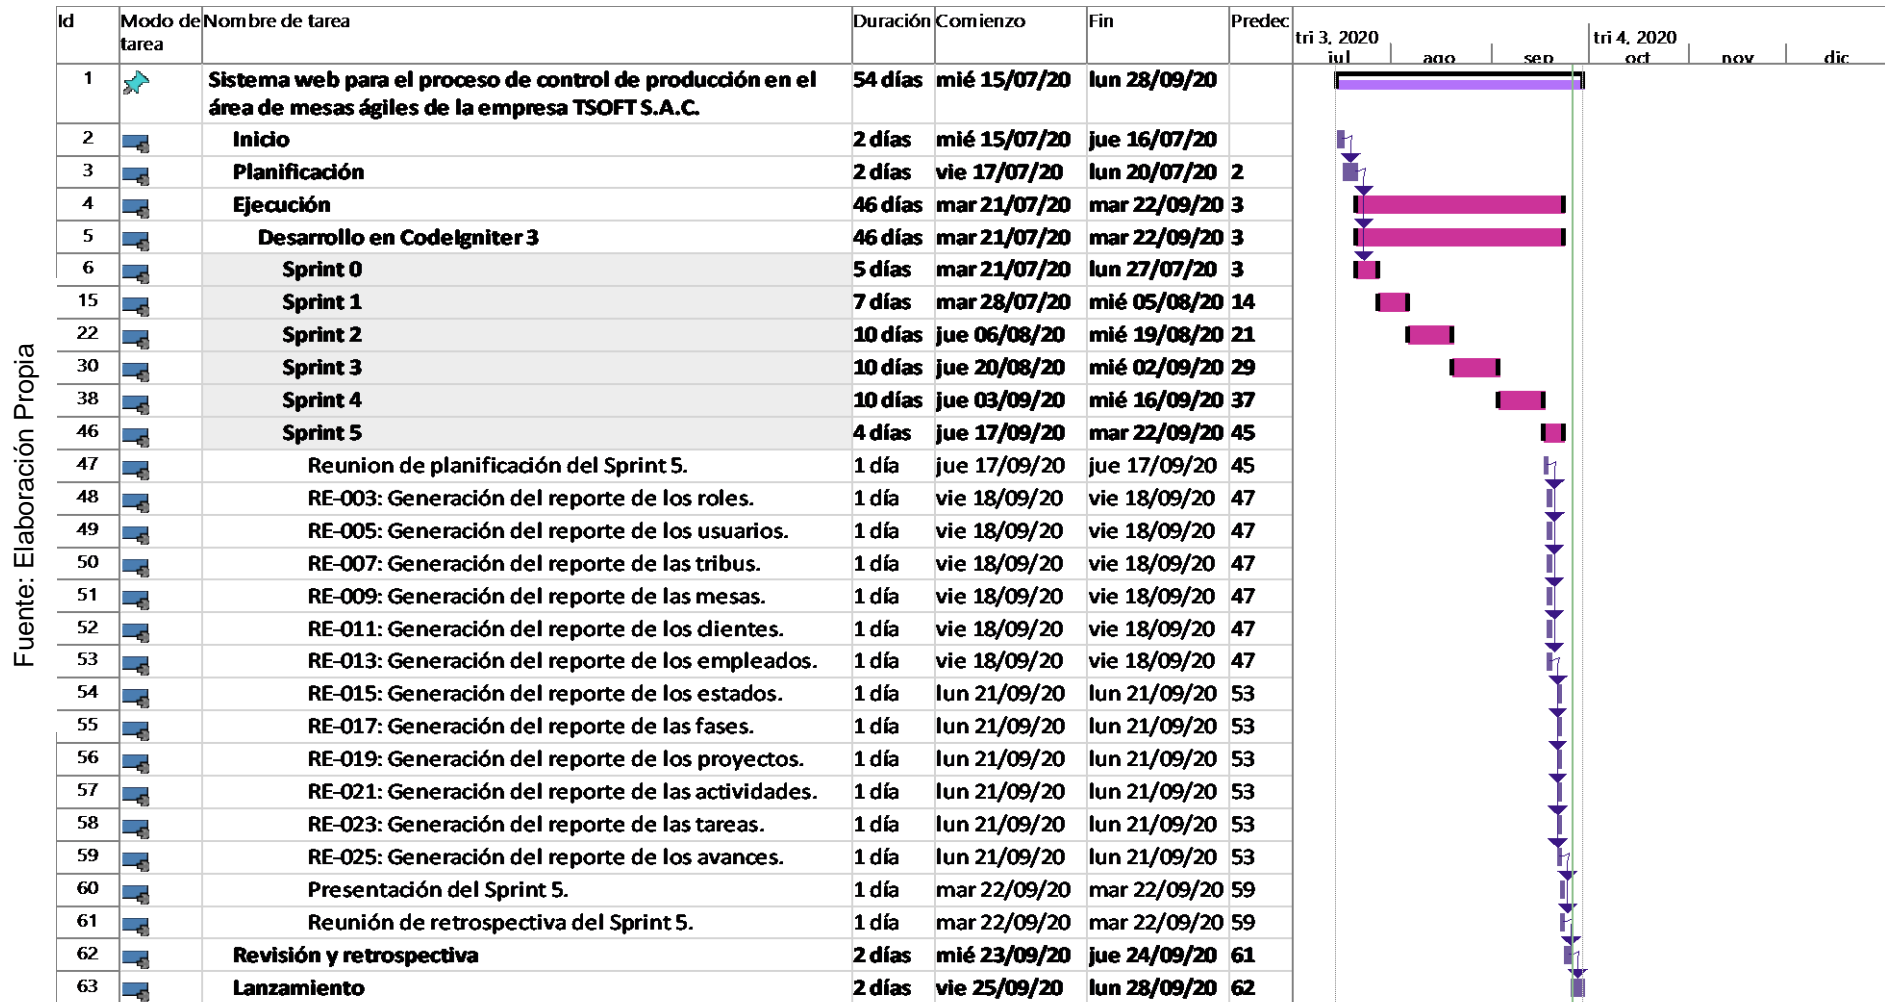 Id Modo de tarea Nombre de tarea Duración Comienzo Fin Predec
tri 3, 2020 tri 4, 2020
jul ago sep oct nov dic
1 Sistema web para el proceso de control de producción en el área de mesas ágiles de la empresa TSOFT S.A.C. 54 días mié 15/07/20 lun 28/09/20
2 Inicio 2 días mié 15/07/20 jue 16/07/20
3 Planificación 2 días vie 17/07/20 lun 20/07/20 2
4 Ejecución 46 días mar 21/07/20 mar 22/09/20 3
5 Desarrollo en CodeIgniter 3 46 días mar 21/07/20 mar 22/09/20 3
6 Sprint 0 5 días mar 21/07/20 lun 27/07/20 3
15 Sprint 1 7 días mar 28/07/20 mié 05/08/20 14
22 Sprint 2 10 días jue 06/08/20 mié 19/08/20 21
30 Sprint 3 10 días jue 20/08/20 mié 02/09/20 29
38 Sprint 4 10 días jue 03/09/20 mié 16/09/20 37
46 Sprint 5 4 días jue 17/09/20 mar 22/09/20 45
47 Reunion de planificación del Sprint 5. 1 día jue 17/09/20 jue 17/09/20 45
48 RE-003: Generación del reporte de los roles. 1 día vie 18/09/20 vie 18/09/20 47
49 RE-005: Generación del reporte de los usuarios. 1 día vie 18/09/20 vie 18/09/20 47
50 RE-007: Generación del reporte de las tribus. 1 día vie 18/09/20 vie 18/09/20 47
51 RE-009: Generación del reporte de las mesas. 1 día vie 18/09/20 vie 18/09/20 47
52 RE-011: Generación del reporte de los clientes. 1 día vie 18/09/20 vie 18/09/20 47
53 RE-013: Generación del reporte de los empleados. 1 día vie 18/09/20 vie 18/09/20 47
54 RE-015: Generación del reporte de los estados. 1 día lun 21/09/20 lun 21/09/20 53
55 RE-017: Generación del reporte de las fases. 1 día lun 21/09/20 lun 21/09/20 53
56 RE-019: Generación del reporte de los proyectos. 1 día lun 21/09/20 lun 21/09/20 53
57 RE-021: Generación del reporte de las actividades. 1 día lun 21/09/20 lun 21/09/20 53
58 RE-023: Generación del reporte de las tareas. 1 día lun 21/09/20 lun 21/09/20 53
59 RE-025: Generación del reporte de los avances. 1 día lun 21/09/20 lun 21/09/20 53
60 Presentación del Sprint 5. 1 día mar 22/09/20 mar 22/09/20 59
61 Reunión de retrospectiva del Sprint 5. 1 día mar 22/09/20 mar 22/09/20 59
62 Revisión y retrospectiva 2 días mié 23/09/20 jue 24/09/20 61
63 Lanzamiento 2 días vie 25/09/20 lun 28/09/20 62
Fuente: Elaboración Propia